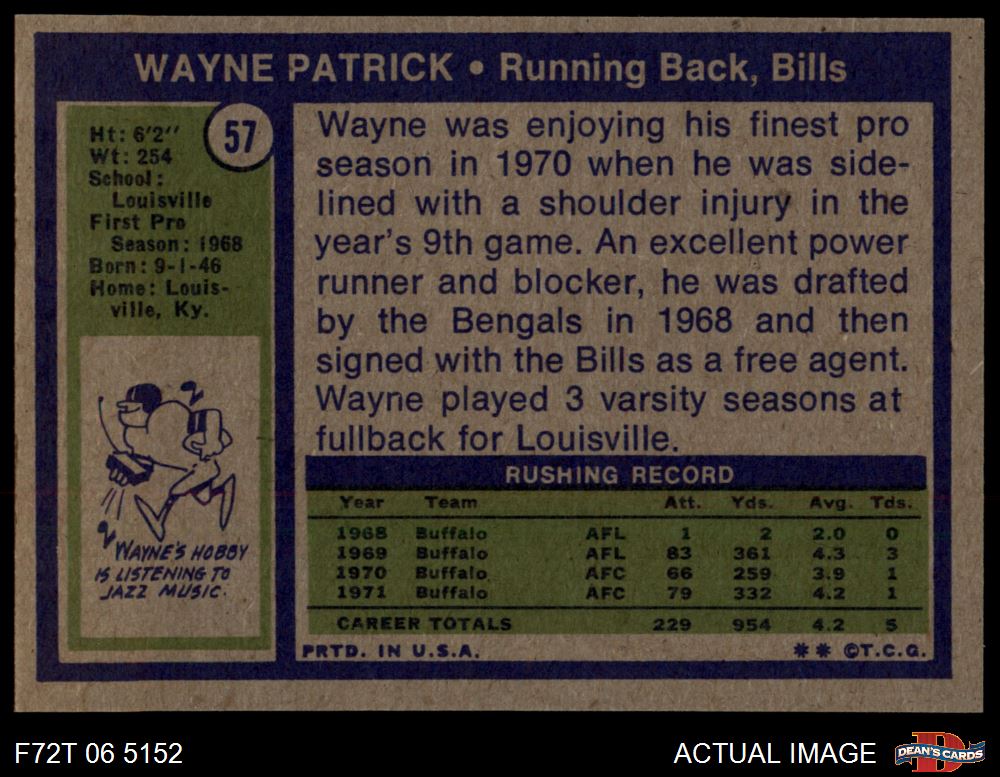 WAYNE PATRICK • Running Back, Bills
57
Ht: 6'2''
Wt: 254
School:
Louisville
First Pro
Season: 1968
Born: 9-1-46
Home: Louis-
ville, Ky.
WAYNE'S HOBBY
IS LISTENING TO
JAZZ MUSIC.
Wayne was enjoying his finest pro
season in 1970 when he was side-
lined with a shoulder injury in the
year's 9th game. An excellent power
runner and blocker, he was drafted
by the Bengals in 1968 and then
signed with the Bills as a free agent.
Wayne played 3 varsity seasons at
fullback for Louisville.
RUSHING RECORD
Year Team Att. Yds. Avg. Tds.
1968 Buffalo AFL 1 2 2.0 0
1969 Buffalo AFL 83 361 4.3 3
1970 Buffalo AFC 66 259 3.9 1
1971 Buffalo AFC 79 332 4.2 1
CAREER TOTALS 229 954 4.2 5
PRTD. IN U.S.A. ** ©T.C.G.
F72T 06 5152 ACTUAL IMAGE DEAN'S CARDS